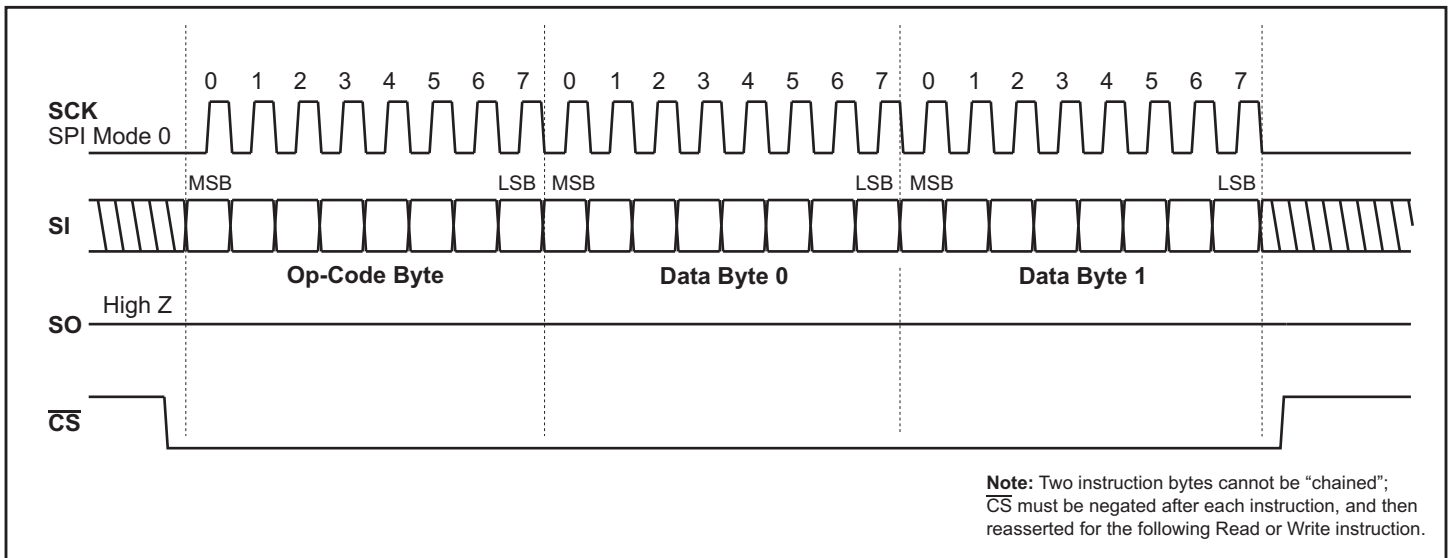 0 1 2 3 4 5 6 7 0 1 2 3 4 5 6 7 0 1 2 3 4 5 6 7
SCK
SPI Mode 0
MSB LSB MSB LSB MSB LSB
SI
Op-Code Byte Data Byte 0 Data Byte 1
High Z
SO
CS
Note: Two instruction bytes cannot be “chained”;
CS must be negated after each instruction, and then
reasserted for the following Read or Write instruction.